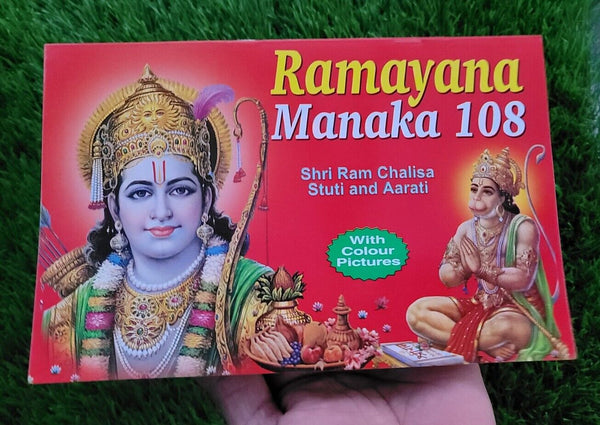 Ramayana
Manaka 108
Shri Ram Chalisa
Stuti and Aarati
With
Colour
Pictures